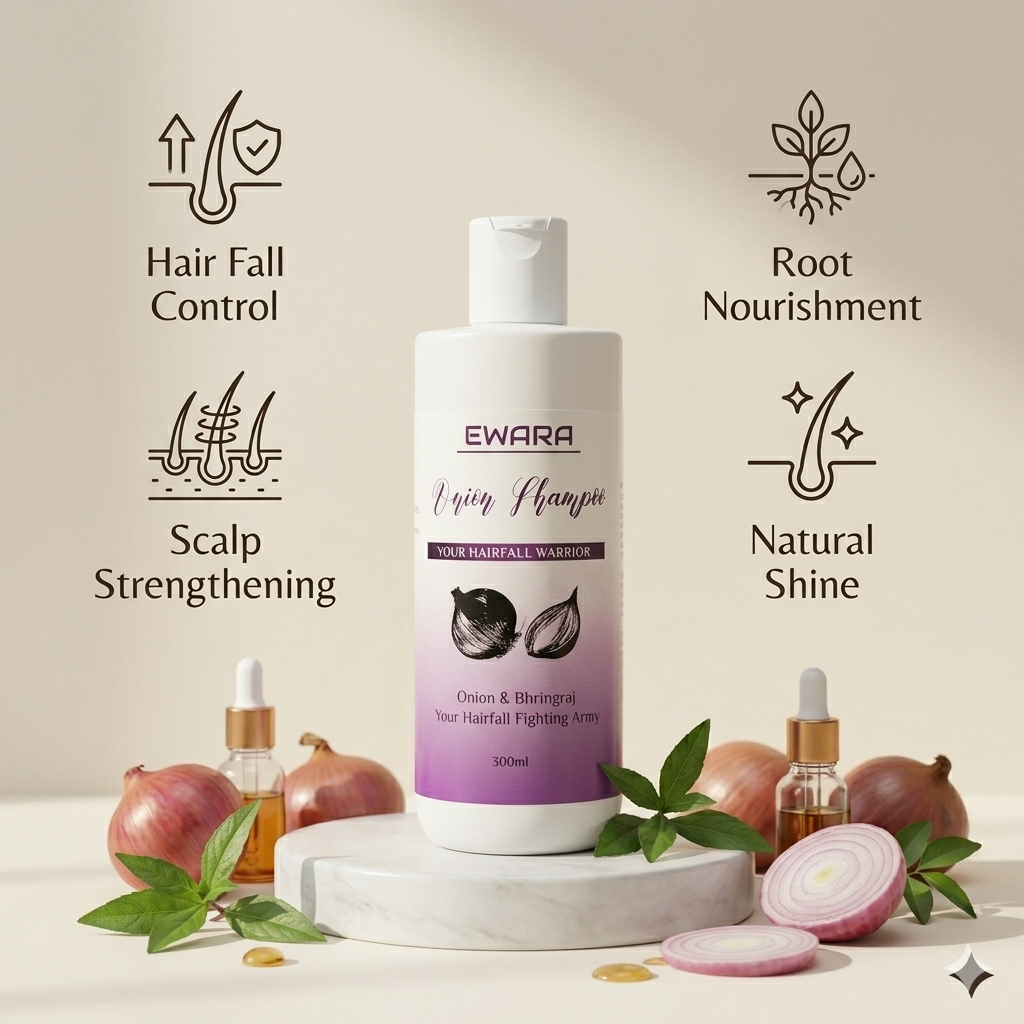 Hair Fall
Control
Root
Nourishment
Scalp
Strengthening
Natural
Shine
EWARA
Onion Shampoo
YOUR HAIRFALL WARRIOR
Onion & Bhringraj
Your Hairfall Fighting Army
300ml